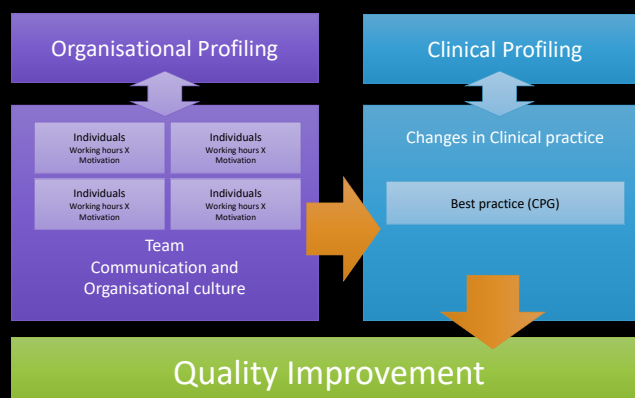 Organisational Profiling
Clinical Profiling
Individuals
Working hours X
Motivation
Individuals
Working hours X
Motivation
Individuals
Working hours X
Motivation
Individuals
Working hours X
Motivation
Team
Communication and
Organisational culture
Changes in Clinical practice
Best practice (CPG)
Quality Improvement